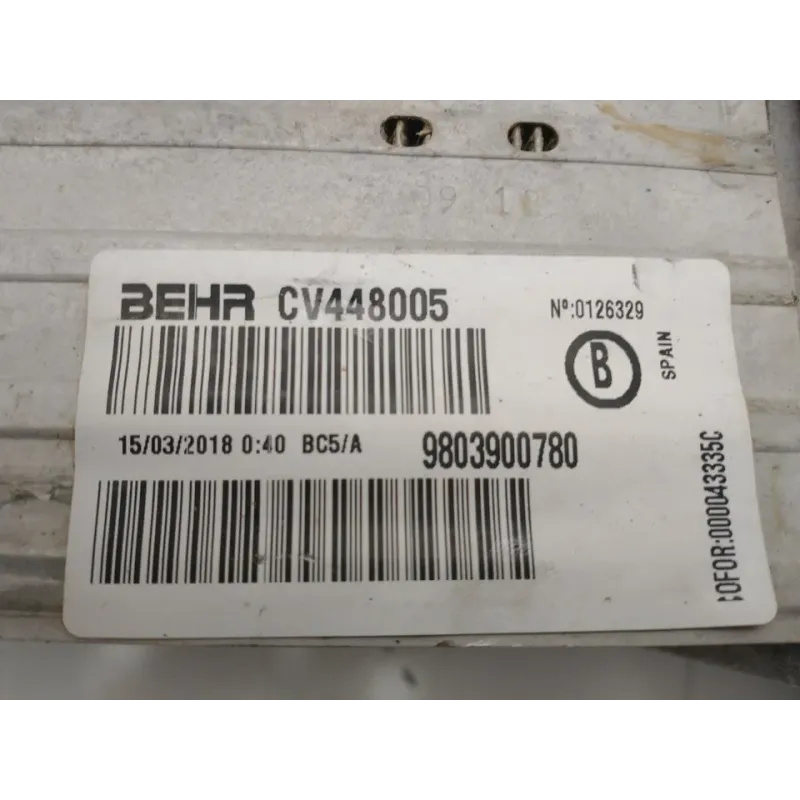 BEHR CV448005
Nº:0126329
B
SPAIN
15/03/2018 0:40 BC5/A
9803900780
COFOR:000043335C